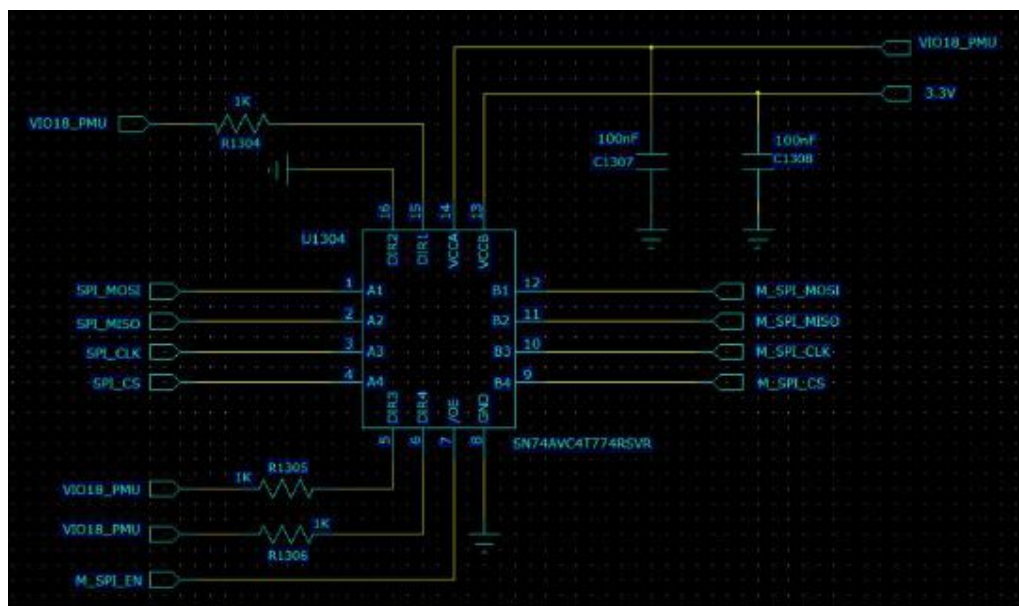 VIO18_PMU
3.3V
1K
VIO18_PMU
R1304
100nF
C1307
100nF
C1308
16
15
14
13
U1304
DIR2
DIR1
VCCA
VCCB
SPI_MOSI
1
A1
B1
12
M_SPI_MOSI
SPI_MISO
2
A2
B2
11
M_SPI_MISO
SPI_CLK
3
A3
B3
10
M_SPI_CLK
SPI_CS
4
A4
B4
9
M_SPI_CS
DIR3
DIR4
/OE
GND
5
6
7
8
SN74AVC4T774RSVR
R1305
1K
VIO18_PMU
1K
VIO18_PMU
R1306
M_SPI_EN